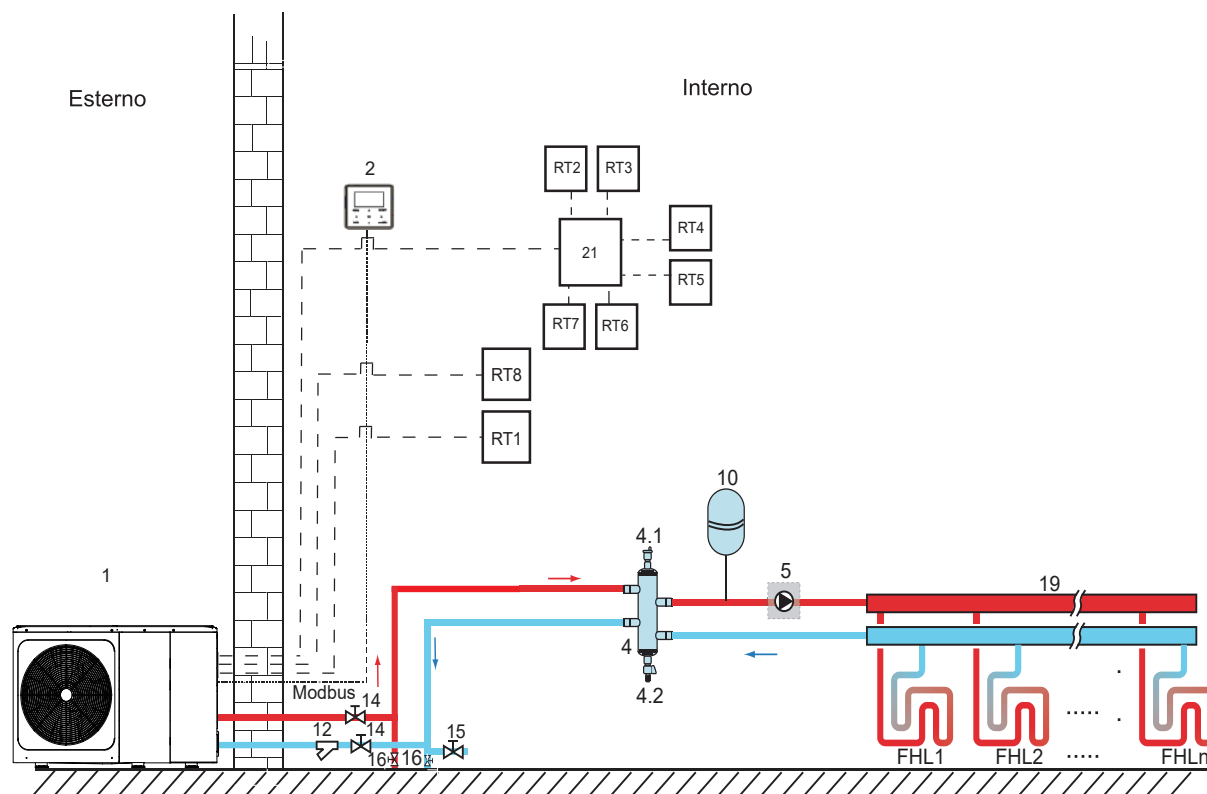 Esterno
Interno
2
RT2
RT3
RT4
21
RT5
RT7
RT6
RT8
RT1
10
4.1
1
5
19
4
4.2
Modbus
14
12
14
15
16
16
FHL1
FHL2
.....
.....
FHLn